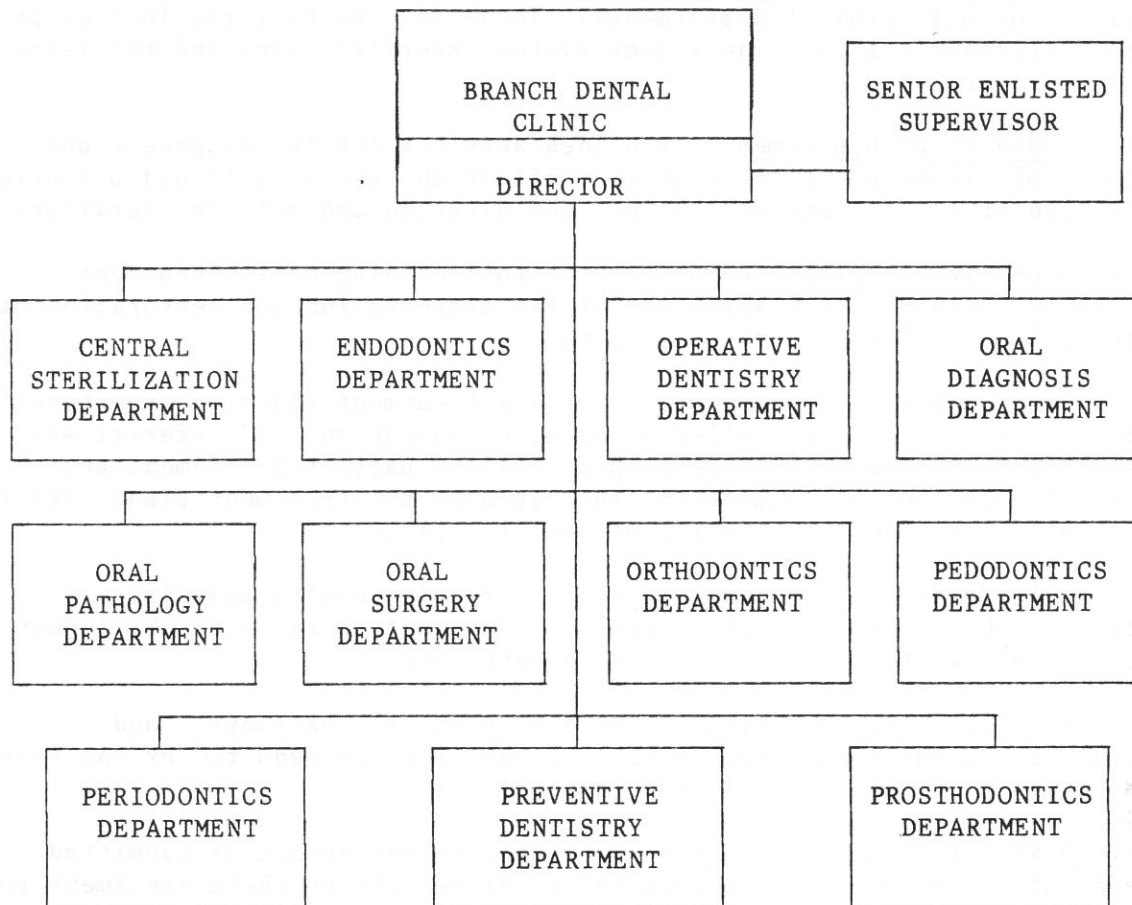 BRANCH DENTAL
CLINIC
DIRECTOR
SENIOR ENLISTED
SUPERVISOR
CENTRAL
STERILIZATION
DEPARTMENT
ENDODONTICS
DEPARTMENT
OPERATIVE
DENTISTRY
DEPARTMENT
ORAL
DIAGNOSIS
DEPARTMENT
ORAL
PATHOLOGY
DEPARTMENT
ORAL
SURGERY
DEPARTMENT
ORTHODONTICS
DEPARTMENT
PEDODONTICS
DEPARTMENT
PERIODONTICS
DEPARTMENT
PREVENTIVE
DENTISTRY
DEPARTMENT
PROSTHODONTICS
DEPARTMENT